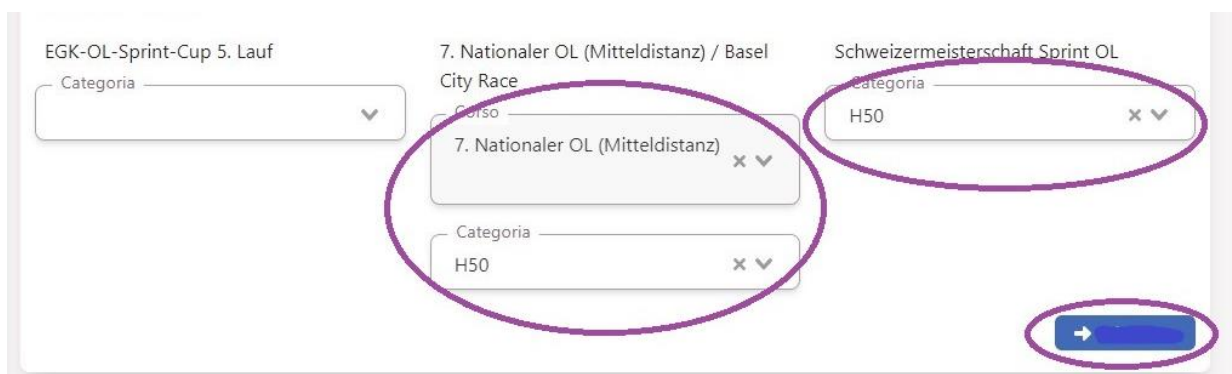 EGK-OL-Sprint-Cup 5. Lauf
Categoria
7. Nationaler OL (Mitteldistanz) / Basel
City Race
Corso
7. Nationaler OL (Mitteldistanz)
Categoria
H50
Schweizermeisterschaft Sprint OL
Categoria
H50